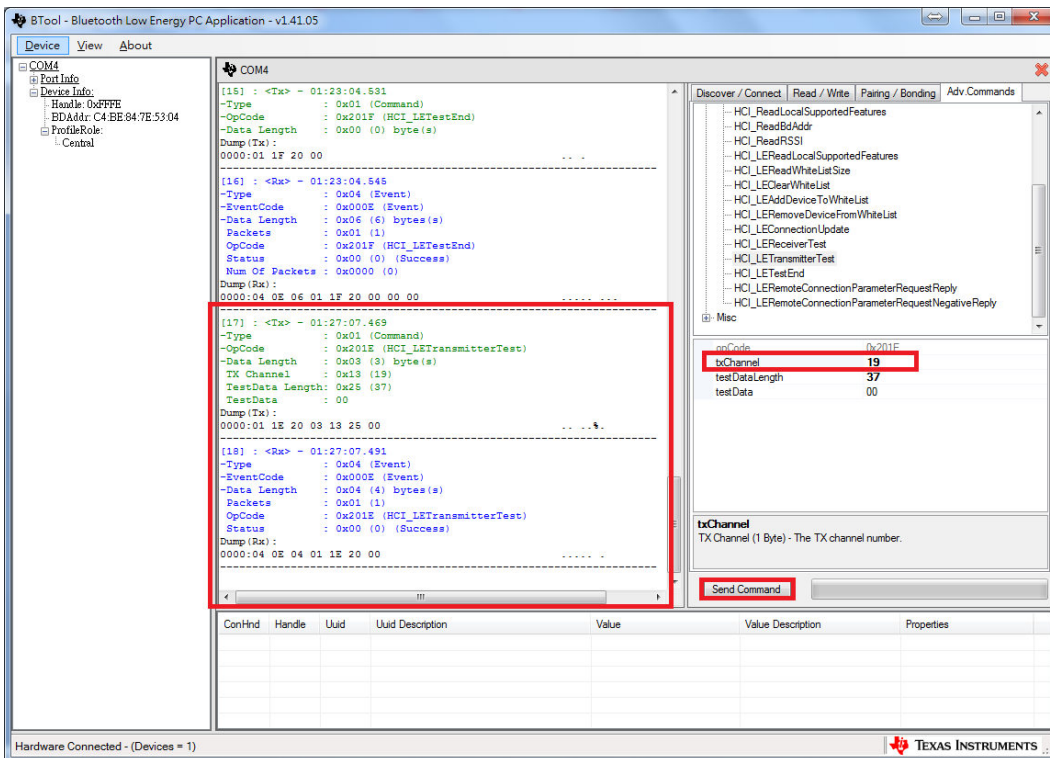 BTool - Bluetooth Low Energy PC Application - v1.41.05
Device View About
COM4
Port Info
Device Info:
Handle: 0xFFFE
BDAddr: C4:BE:84:7E:53:04
ProfileRole:
Central
COM4
[15] : <Tx> - 01:23:04.531
-Type : 0x01 (Command)
-OpCode : 0x201F (HCI_LETestEnd)
-Data Length : 0x00 (0) byte(s)
Dump(Tx):
0000:01 1F 20 00 .. .
[16] : <Rx> - 01:23:04.545
-Type : 0x04 (Event)
-EventCode : 0x000E (Event)
-Data Length : 0x06 (6) bytes(s)
Packets : 0x01 (1)
OpCode : 0x201F (HCI_LETestEnd)
Status : 0x00 (0) (Success)
Num Of Packets : 0x0000 (0)
Dump(Rx):
0000:04 0E 06 01 1F 20 00 00 00 ..... ...
[17] : <Tx> - 01:27:07.469
-Type : 0x01 (Command)
-OpCode : 0x201E (HCI_LETransmitterTest)
-Data Length : 0x03 (3) byte(s)
TX Channel : 0x13 (19)
TestData Length: 0x25 (37)
TestData : 00
Dump(Tx):
0000:01 1E 20 03 13 25 00 .. ..%.
[18] : <Rx> - 01:27:07.491
-Type : 0x04 (Event)
-EventCode : 0x000E (Event)
-Data Length : 0x04 (4) bytes(s)
Packets : 0x01 (1)
OpCode : 0x201E (HCI_LETransmitterTest)
Status : 0x00 (0) (Success)
Dump(Rx):
0000:04 0E 04 01 1E 20 00 ..... .
Discover / Connect Read / Write Pairing / Bonding Adv.Commands
HCI_ReadLocalSupportedFeatures
HCI_ReadBdAddr
HCI_ReadRSSI
HCI_LEReadLocalSupportedFeatures
HCI_LEReadWhiteListSize
HCI_LEClearWhiteList
HCI_LEAddDeviceToWhiteList
HCI_LERemoveDeviceFromWhiteList
HCI_LEConnectionUpdate
HCI_LEReceiverTest
HCI_LETransmitterTest
HCI_LETestEnd
HCI_LERemoteConnectionParameterRequestReply
HCI_LERemoteConnectionParameterRequestNegativeReply
Misc
opCode 0x201E
txChannel 19
testDataLength 37
testData 00
txChannel
TX Channel (1 Byte) - The TX channel number.
Send Command
ConHnd Handle Uuid Uuid Description Value Value Description Properties
Hardware Connected - (Devices = 1)
TEXAS INSTRUMENTS